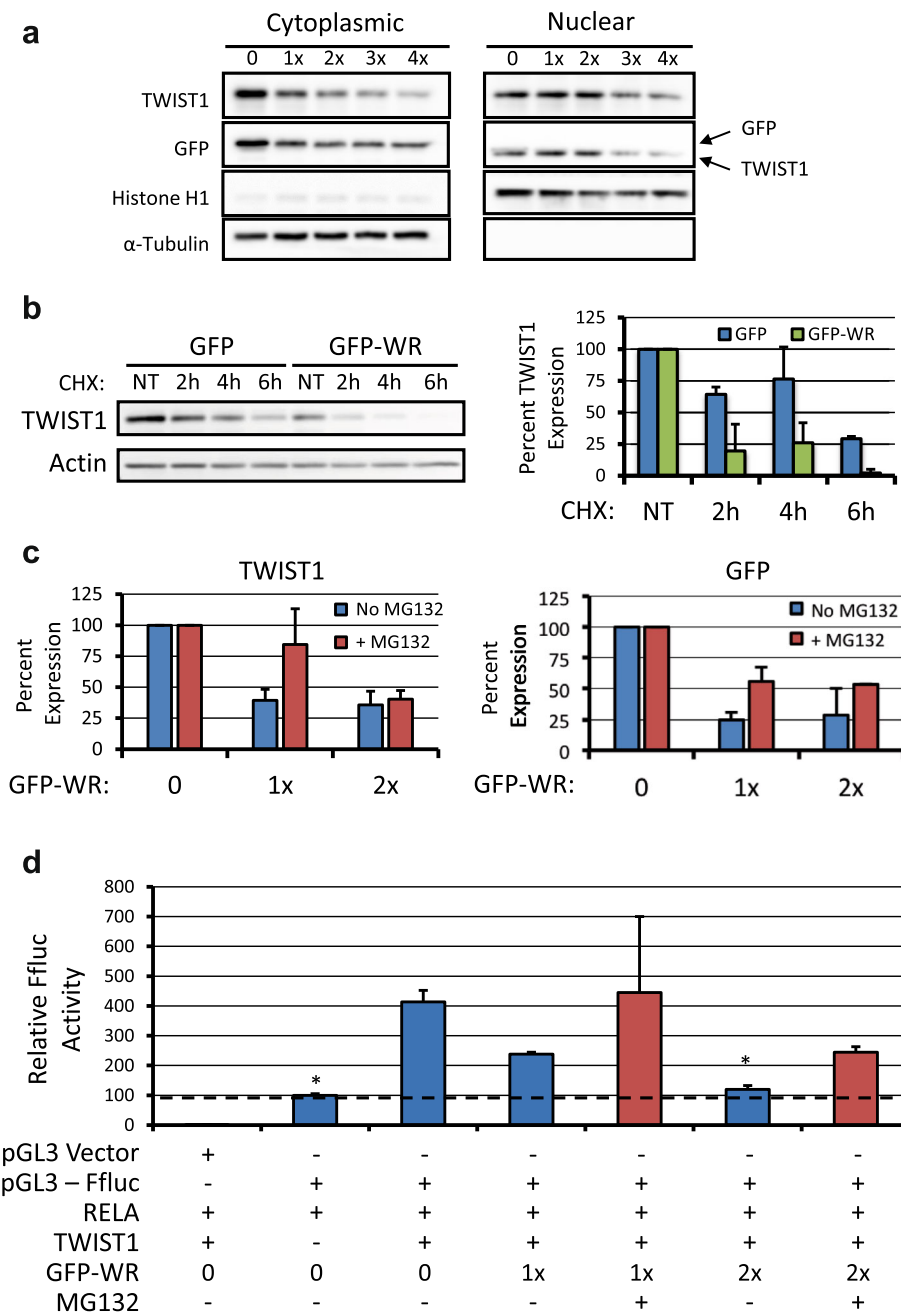 a
Cytoplasmic Nuclear
0 1x 2x 3x 4x 0 1x 2x 3x 4x
TWIST1
GFP
GFP
TWIST1
Histone H1
α-Tubulin
b
GFP GFP-WR
CHX: NT 2h 4h 6h NT 2h 4h 6h
TWIST1
Actin
Percent TWIST1
Expression
125
100
75
50
25
0
GFP GFP-WR
CHX: NT 2h 4h 6h
c
TWIST1
Percent
Expression
125
100
75
50
25
0
No MG132
+ MG132
GFP-WR: 0 1x 2x
GFP
Percent
Expression
125
100
75
50
25
0
No MG132
+ MG132
GFP-WR: 0 1x 2x
d
Relative Ffluc
Activity
800
700
600
500
400
300
200
100
0
* *
pGL3 Vector + - - - - - -
pGL3 – Ffluc - + + + + + +
RELA + + + + + + +
TWIST1 + - + + + + +
GFP-WR 0 0 0 1x 1x 2x 2x
MG132 - - - - + - +